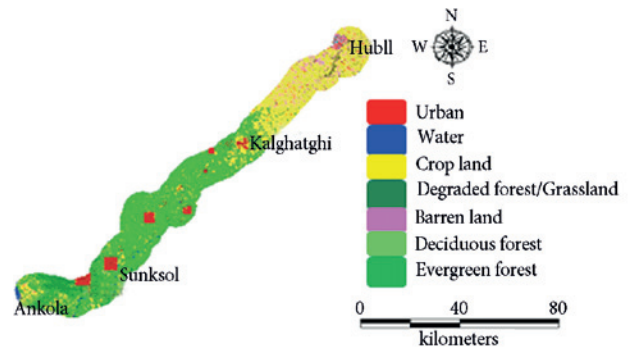 N
Hubll
W E
S
Urban
Water
Kalghatghi
Crop land
Degraded forest/Grassland
Barren land
Deciduous forest
Sunksol
Evergreen forest
Ankola
0 40 80
kilometers